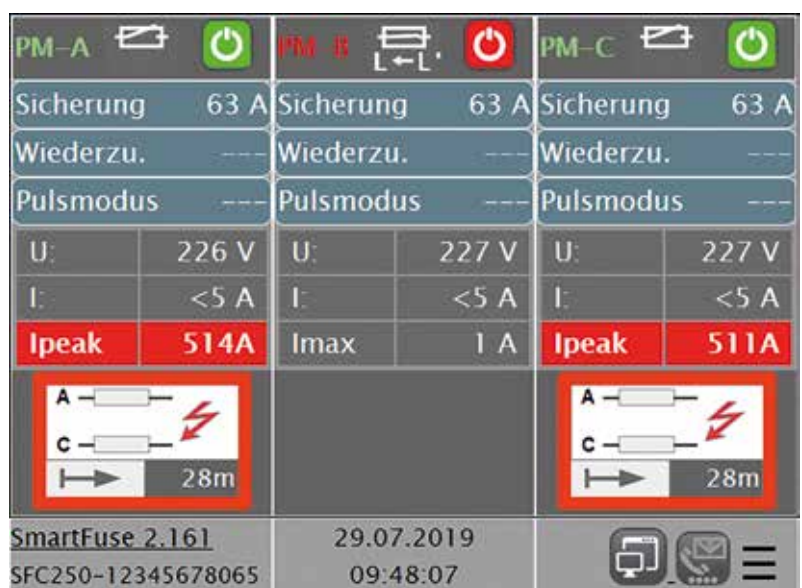 PM-A
Sicherung 63 A
Wiederzu. ---
Pulsmodus ---
U: 226 V
I: <5 A
Ipeak 514A
A
C
28m
PM-B
L←L'
Sicherung 63 A
Wiederzu. ---
Pulsmodus ---
U: 227 V
I: <5 A
Imax 1 A
PM-C
Sicherung 63 A
Wiederzu. ---
Pulsmodus ---
U: 227 V
I: <5 A
Ipeak 511A
A
C
28m
SmartFuse 2.161
SFC250-12345678065
29.07.2019
09:48:07